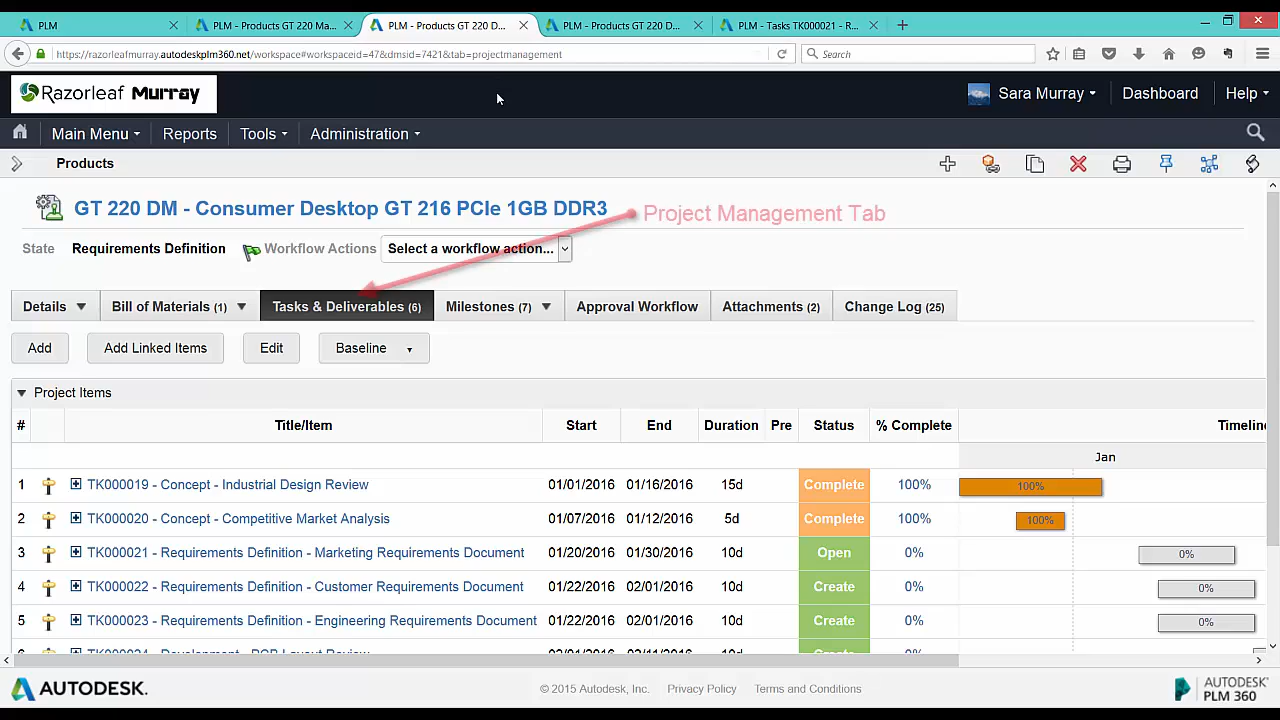 PLM
PLM - Products GT 220 Ma...
PLM - Products GT 220 D...
PLM - Products GT 220 D...
PLM - Tasks TK000021 - R...
https://razorleafmurray.autodeskplm360.net/workspace#workspaceid=47&dmsid=7421&tab=projectmanagement
Search
Razorleaf Murray
Sara Murray
Dashboard
Help
Main Menu
Reports
Tools
Administration
Products
GT 220 DM - Consumer Desktop GT 216 PCIe 1GB DDR3
Project Management Tab
State
Requirements Definition
Workflow Actions
Select a workflow action...
Details
Bill of Materials (1)
Tasks & Deliverables (6)
Milestones (7)
Approval Workflow
Attachments (2)
Change Log (25)
Add
Add Linked Items
Edit
Baseline
Project Items
# Title/Item Start End Duration Pre Status % Complete Timeline
Jan
1 TK000019 - Concept - Industrial Design Review 01/01/2016 01/16/2016 15d Complete 100% 100%
2 TK000020 - Concept - Competitive Market Analysis 01/07/2016 01/12/2016 5d Complete 100% 100%
3 TK000021 - Requirements Definition - Marketing Requirements Document 01/20/2016 01/30/2016 10d Open 0% 0%
4 TK000022 - Requirements Definition - Customer Requirements Document 01/22/2016 02/01/2016 10d Create 0% 0%
5 TK000023 - Requirements Definition - Engineering Requirements Document 01/22/2016 02/01/2016 10d Create 0% 0%
AUTODESK.
© 2015 Autodesk, Inc.
Privacy Policy
Terms and Conditions
AUTODESK®
PLM 360